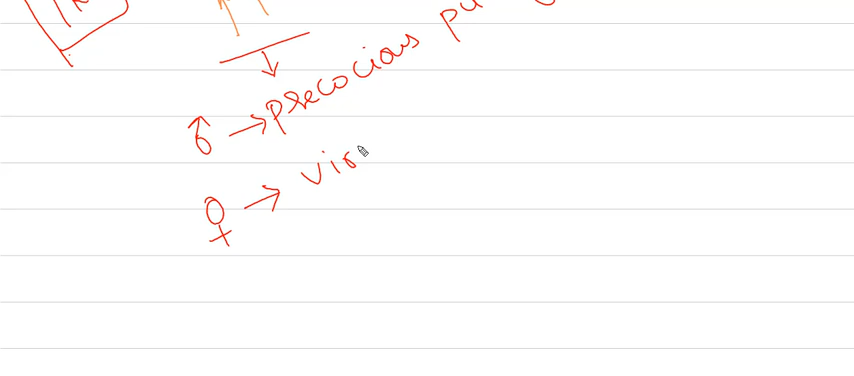 ♂ → precocious pu
♀ → vir